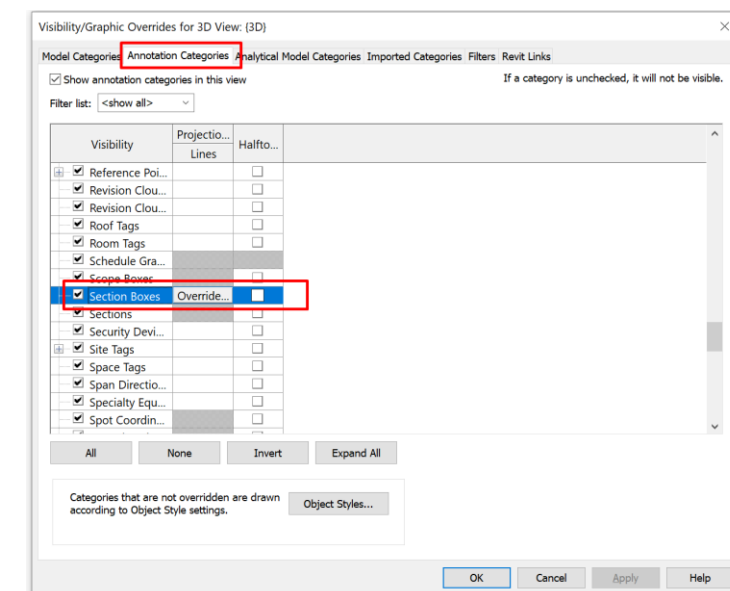 Visibility/Graphic Overrides for 3D View: {3D}
Model Categories Annotation Categories Analytical Model Categories Imported Categories Filters Revit Links
Show annotation categories in this view If a category is unchecked, it will not be visible.
Filter list: <show all>
Visibility Projectio... Halfto...
Lines
Reference Poi...
Revision Clou...
Revision Clou...
Roof Tags
Room Tags
Schedule Gra...
Scope Boxes
Section Boxes Override...
Sections
Security Devi...
Site Tags
Space Tags
Span Directio...
Specialty Equ...
Spot Coordin...
All None Invert Expand All
Categories that are not overridden are drawn
according to Object Style settings.
Object Styles...
OK Cancel Apply Help